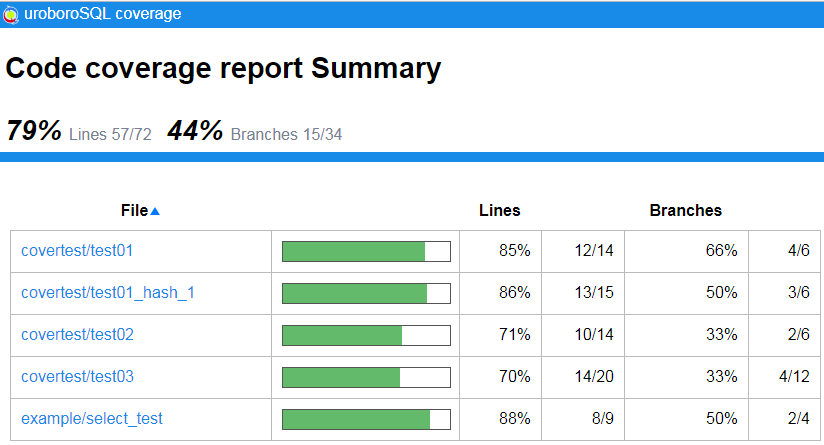 uroboroSQL coverage
Code coverage report Summary
79% Lines 57/72 44% Branches 15/34
File Lines Branches
covertest/test01 85% 12/14 66% 4/6
covertest/test01_hash_1 86% 13/15 50% 3/6
covertest/test02 71% 10/14 33% 2/6
covertest/test03 70% 14/20 33% 4/12
example/select_test 88% 8/9 50% 2/4